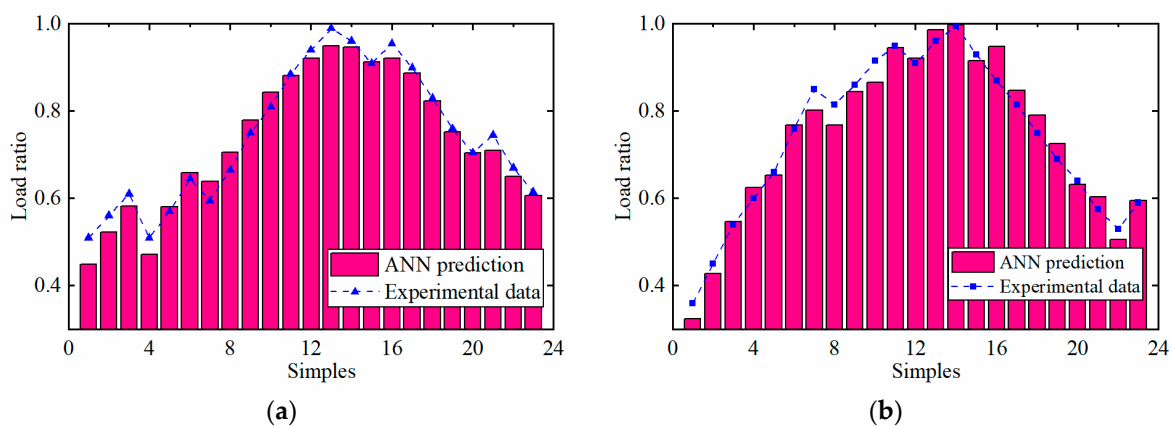 1.0
0.8
0.6
0.4
Load ratio
ANN prediction
Experimental data
0 4 8 12 16 20 24
Simples
(a)
1.0
0.8
0.6
0.4
Load ratio
ANN prediction
Experimental data
0 4 8 12 16 20 24
Simples
(b)